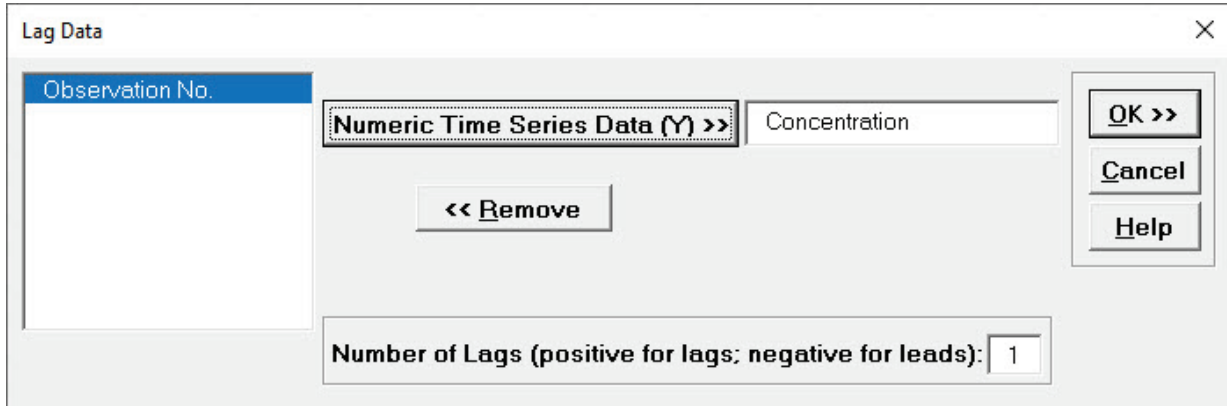 Lag Data
Observation No.
Numeric Time Series Data (Y) >>
Concentration
<< Remove
OK >>
Cancel
Help
Number of Lags (positive for lags; negative for leads): 1